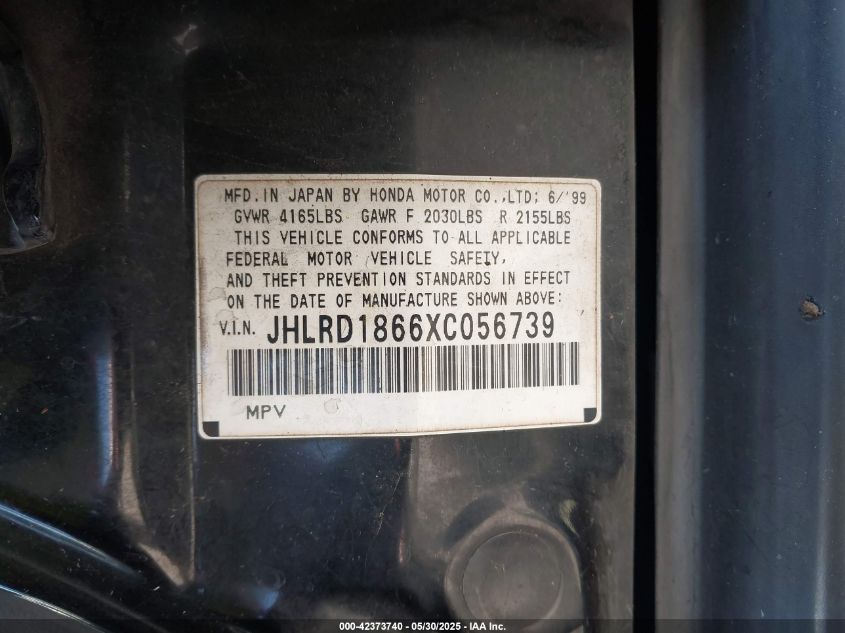 MFD. IN JAPAN BY HONDA MOTOR CO.,LTD; 6/'99
GVWR 4165LBS GAWR F 2030LBS R 2155LBS
THIS VEHICLE CONFORMS TO ALL APPLICABLE
FEDERAL MOTOR VEHICLE SAFETY,
AND THEFT PREVENTION STANDARDS IN EFFECT
ON THE DATE OF MANUFACTURE SHOWN ABOVE:
V.I.N. JHLRD1866XC056739
MPV
000-42373740 - 05/30/2025 - IAA Inc.